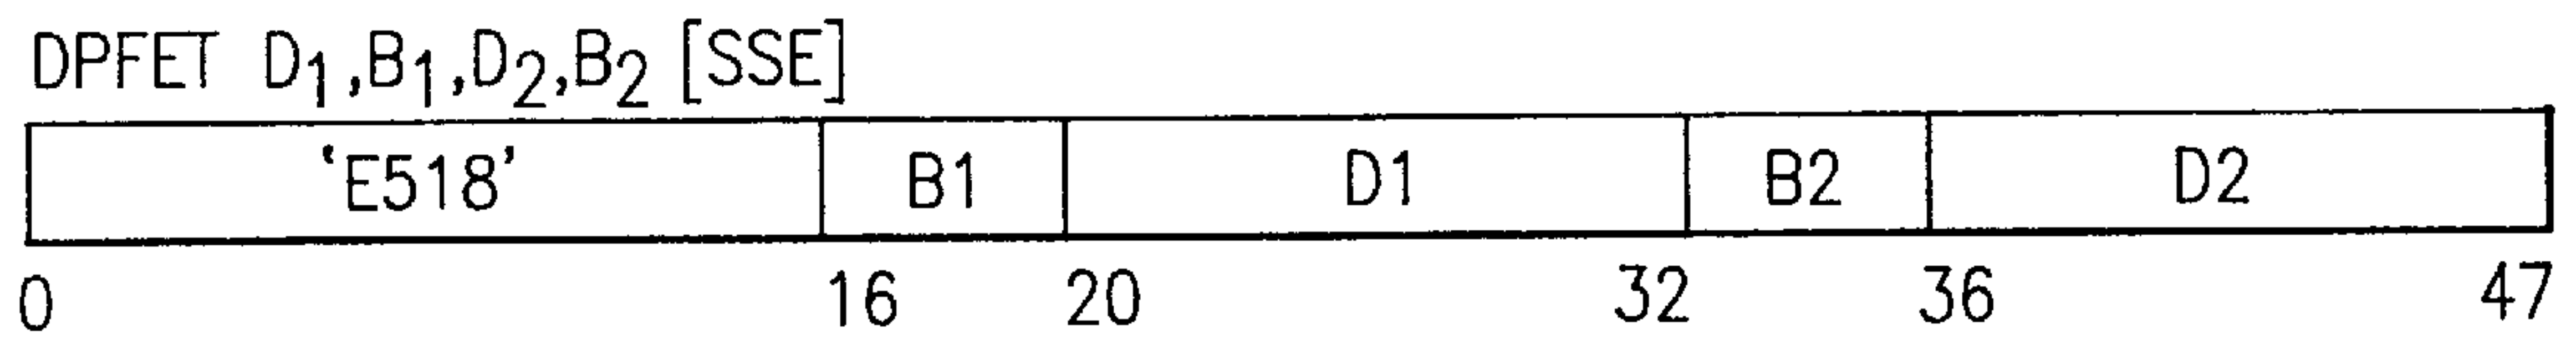 DPFET D1,B1,D2,B2 [SSE]
‘E518’ B1 D1 B2 D2
0 16 20 32 36 47